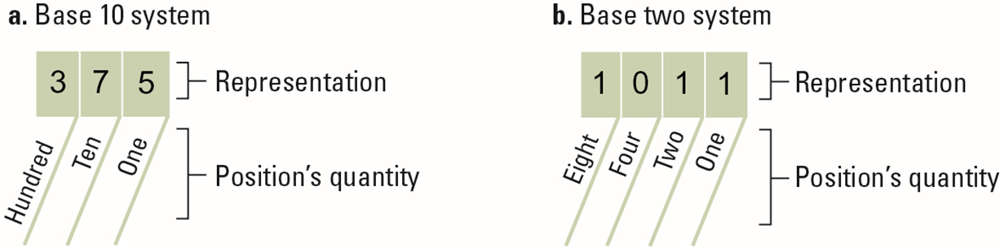 a. Base 10 system
3 7 5
Representation
Hundred Ten One
Position's quantity
b. Base two system
1 0 1 1
Representation
Eight Four Two One
Position's quantity